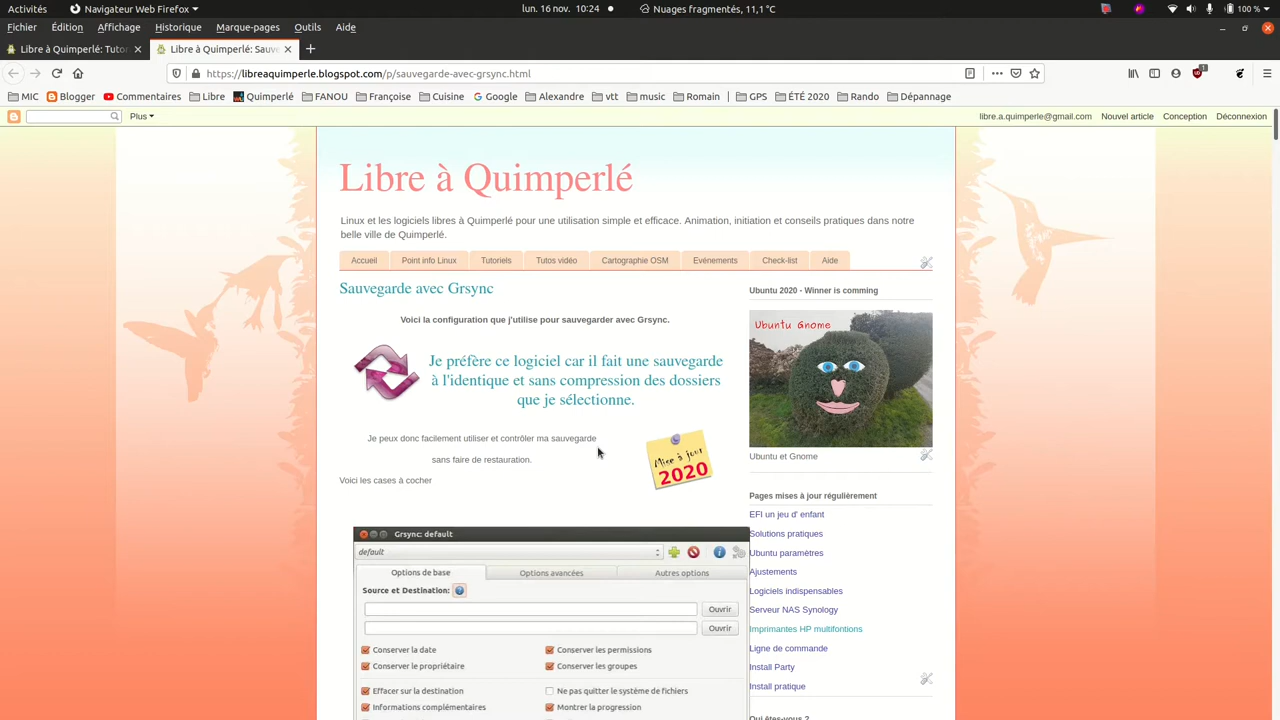 Activités
Navigateur Web Firefox
lun. 16 nov. 10:24
Nuages fragmentés, 11,1 °C
100 %
Fichier Édition Affichage Historique Marque-pages Outils Aide
Libre à Quimperlé: Tutor
Libre à Quimperlé: Sauve
https://libreaquimperle.blogspot.com/p/sauvegarde-avec-grsync.html
1
MIC Blogger Commentaires Libre Quimperlé FANOU Françoise Cuisine Google Alexandre vtt music Romain GPS ÉTÉ 2020 Rando Dépannage
Plus
libre.a.quimperle@gmail.com Nouvel article Conception Déconnexion
Libre à Quimperlé
Linux et les logiciels libres à Quimperlé pour une utilisation simple et efficace. Animation, initiation et conseils pratiques dans notre
belle ville de Quimperlé.
Accueil Point info Linux Tutoriels Tutos vidéo Cartographie OSM Evénements Check-list Aide
Sauvegarde avec Grsync
Voici la configuration que j'utilise pour sauvegarder avec Grsync.
Je préfère ce logiciel car il fait une sauvegarde
à l'identique et sans compression des dossiers
que je sélectionne.
Je peux donc facilement utiliser et contrôler ma sauvegarde
sans faire de restauration.
Mise à jour
2020
Voici les cases à cocher
Grsync: default
default
Options de base Options avancées Autres options
Source et Destination:
Ouvrir
Ouvrir
Conserver la date Conserver les permissions
Conserver le propriétaire Conserver les groupes
Effacer sur la destination Ne pas quitter le système de fichiers
Informations complémentaires Montrer la progression
Ubuntu 2020 - Winner is comming
Ubuntu Gnome
Ubuntu et Gnome
Pages mises à jour régulièrement
EFI un jeu d' enfant
Solutions pratiques
Ubuntu paramètres
Ajustements
Logiciels indispensables
Serveur NAS Synology
Imprimantes HP multifontions
Ligne de commande
Install Party
Install pratique
Qui êtes-vous ?